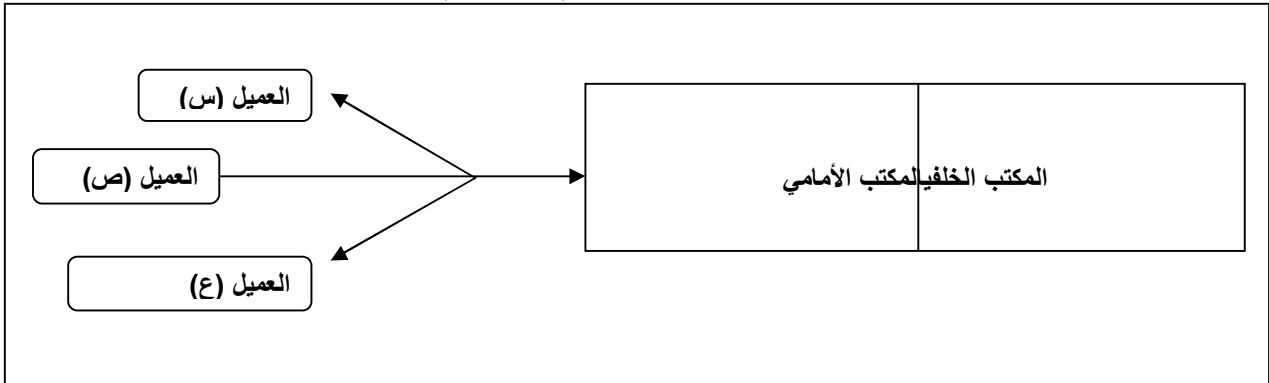 العميل (س)
العميل (ص)
المكتب الخلفي
المكتب الأمامي
العميل (ع)